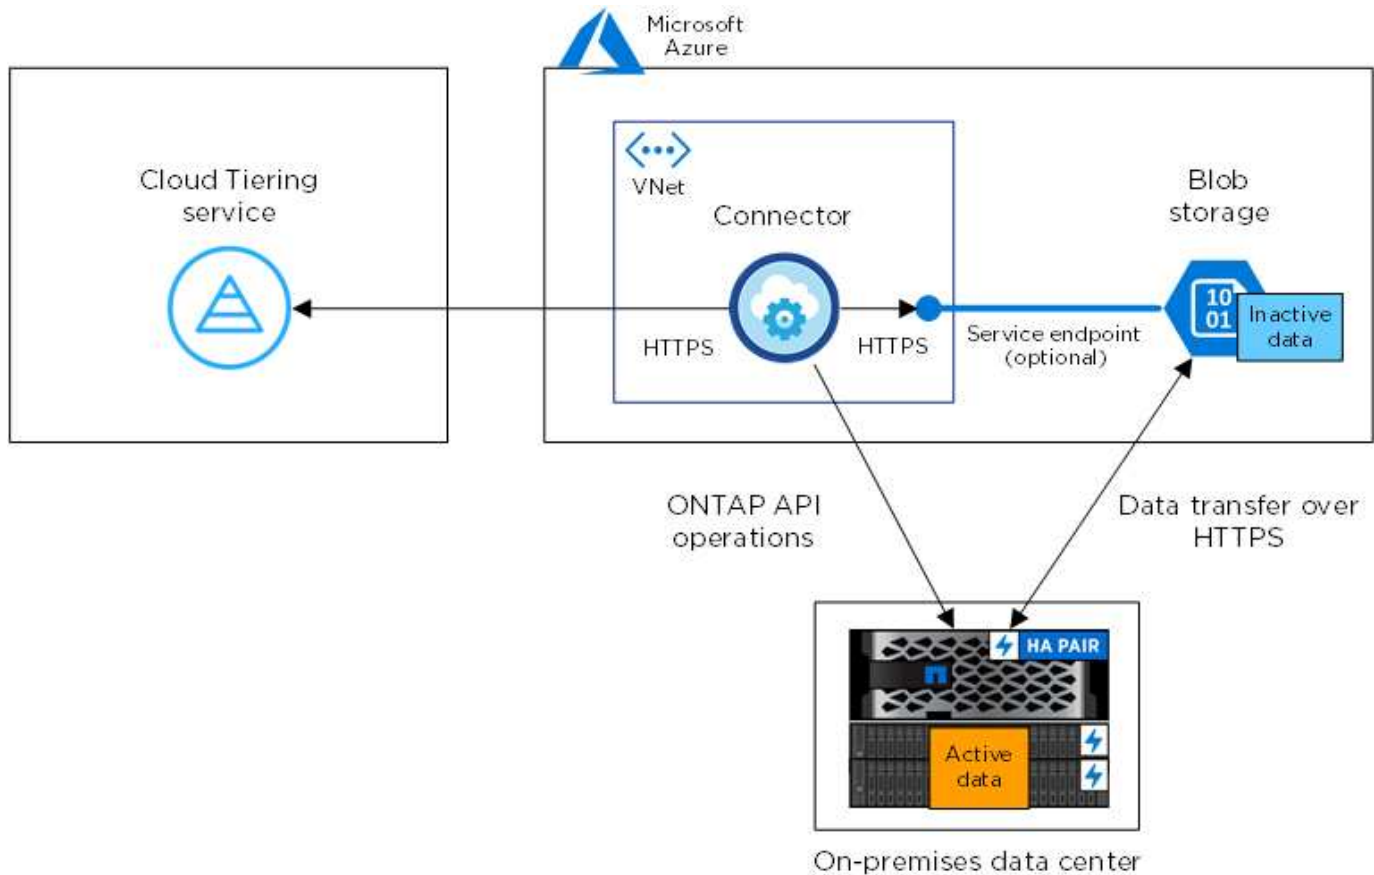 Microsoft
Azure
Cloud Tiering
service
VNet
Connector
Blob
storage
10
01
Inactive
data
HTTPS
HTTPS
Service endpoint
(optional)
ONTAP API
operations
Data transfer over
HTTPS
HA PAIR
Active
data
On-premises data center